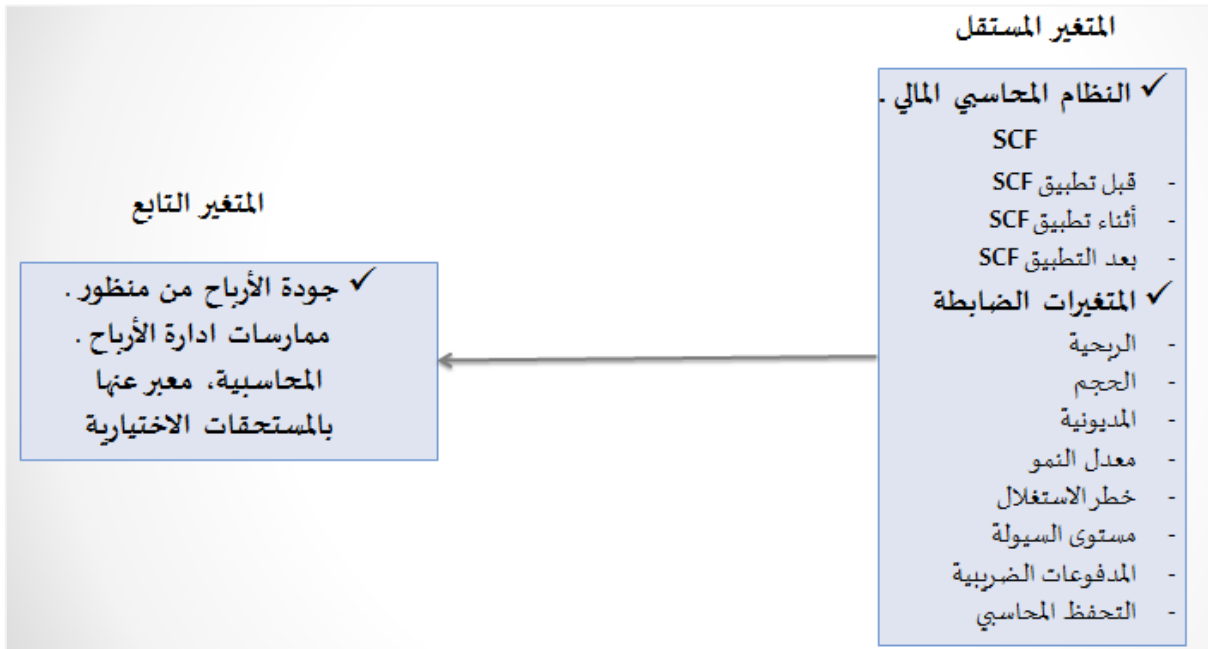 المتغير المستقل
✓ النظام المحاسبي المالي .
SCF
- قبل تطبيق SCF
- أثناء تطبيق SCF
- بعد التطبيق SCF
✓ المتغيرات الضابطة
- الربحية
- الحجم
- المديونية
- معدل النمو
- خطر الاستغلال
- مستوى السيولة
- المدفوعات الضريبية
- التحفظ المحاسبي
المتغير التابع
✓ جودة الأرباح من منظور .
ممارسات ادارة الأرباح .
المحاسبية، معبر عنها
بالمستحقات الاختيارية